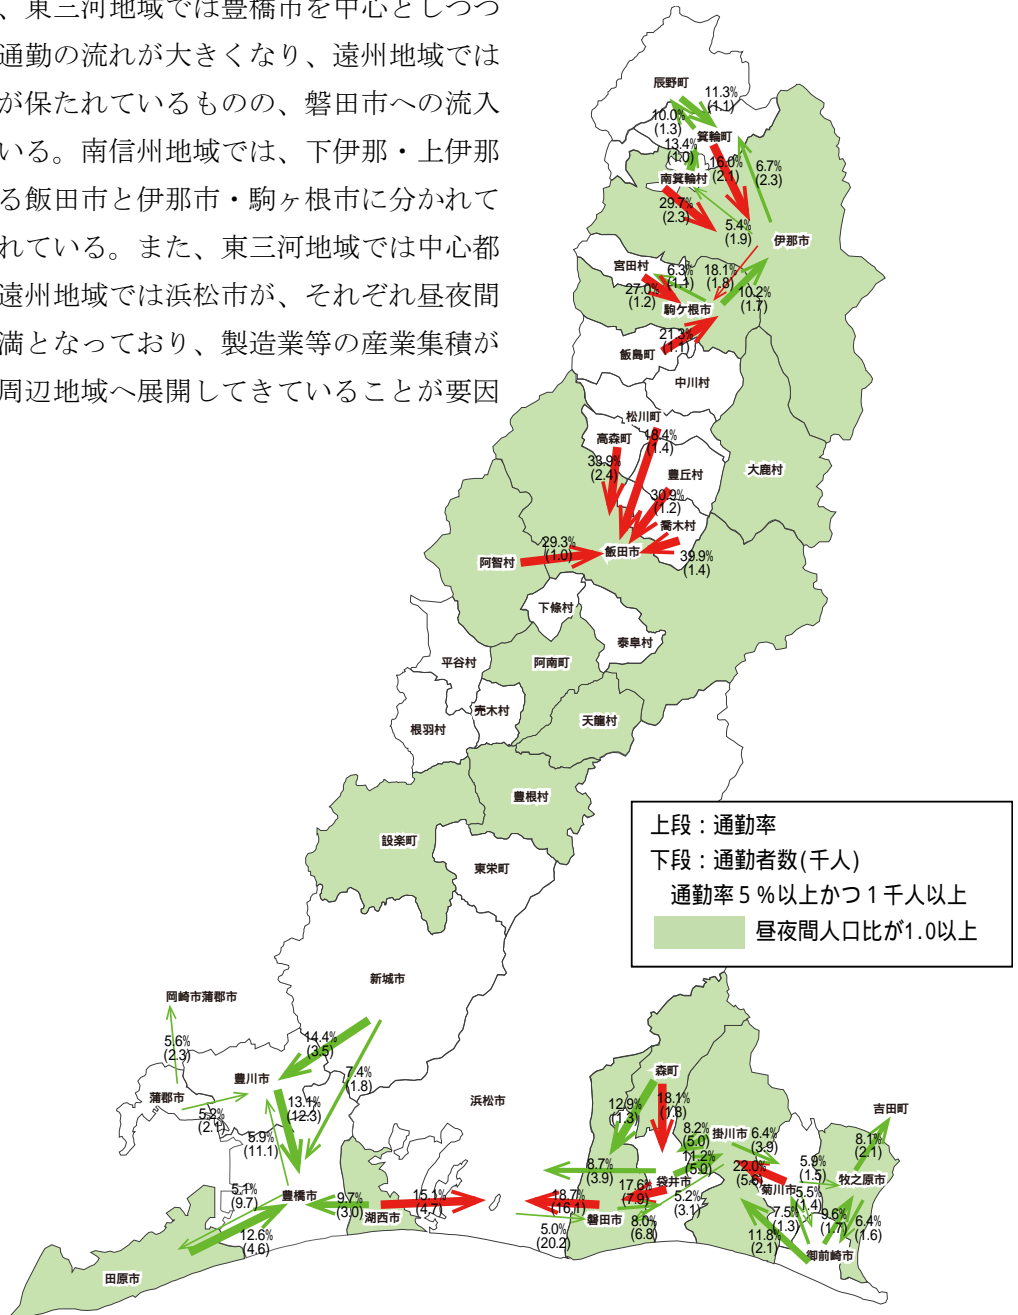 、東三河地域では豊橋市を中心としつつ
通勤の流れが大きくなり、遠州地域では
が保たれているものの、磐田市への流入
いる。南信州地域では、下伊那・上伊那
る飯田市と伊那市・駒ヶ根市に分かれて
れている。また、東三河地域では中心都
遠州地域では浜松市が、それぞれ昼夜間
満となっており、製造業等の産業集積が
周辺地域へ展開してきていることが要因
辰野町
11.3%
(1.1)
10.0%
(1.3)
箕輪町
13.4%
(1.0)
16.0%
(2.1)
6.7%
(2.3)
南箕輪村
29.7%
(2.3)
5.4%
(1.9)
伊那市
宮田村
6.3%
(1.1)
18.1%
(1.8)
27.0%
(1.2)
10.2%
(1.7)
駒ケ根市
21.3%
(1.1)
飯島町
中川村
松川町
18.4%
(1.4)
高森町
33.9%
(2.4)
豊丘村
大鹿村
30.9%
(1.2)
喬木村
29.3%
(1.0)
飯田市
39.9%
(1.4)
阿智村
下條村
泰阜村
平谷村
阿南町
売木村
天龍村
根羽村
豊根村
設楽町
東栄町
上段：通勤率
下段：通勤者数(千人)
通勤率５%以上かつ１千人以上
昼夜間人口比が1.0以上
新城市
岡崎市蒲郡市
14.4%
(3.5)
5.6%
(2.3)
豊川市
7.4%
(1.8)
蒲郡市
13.1%
(12.3)
5.2%
(2.1)
浜松市
5.9%
(11.1)
5.1%
(9.7)
豊橋市
9.7%
(3.0)
湖西市
15.1%
(4.7)
12.6%
(4.6)
田原市
森町
12.9%
(1.3)
18.1%
(1.8)
吉田町
8.2%
(5.0)
掛川市
6.4%
(3.9)
8.1%
(2.1)
11.2%
(5.0)
8.7%
(3.9)
22.0%
5.9%
(1.5)
袋井市
17.6%
(7.9)
菊川市
5.5%
(1.4)
牧之原市
18.7%
(16.1)
5.2%
(3.1)
磐田市
8.0%
(6.8)
7.5%
(1.3)
9.6%
(1.7)
6.4%
(1.6)
5.0%
(20.2)
11.8%
(2.1)
御前崎市